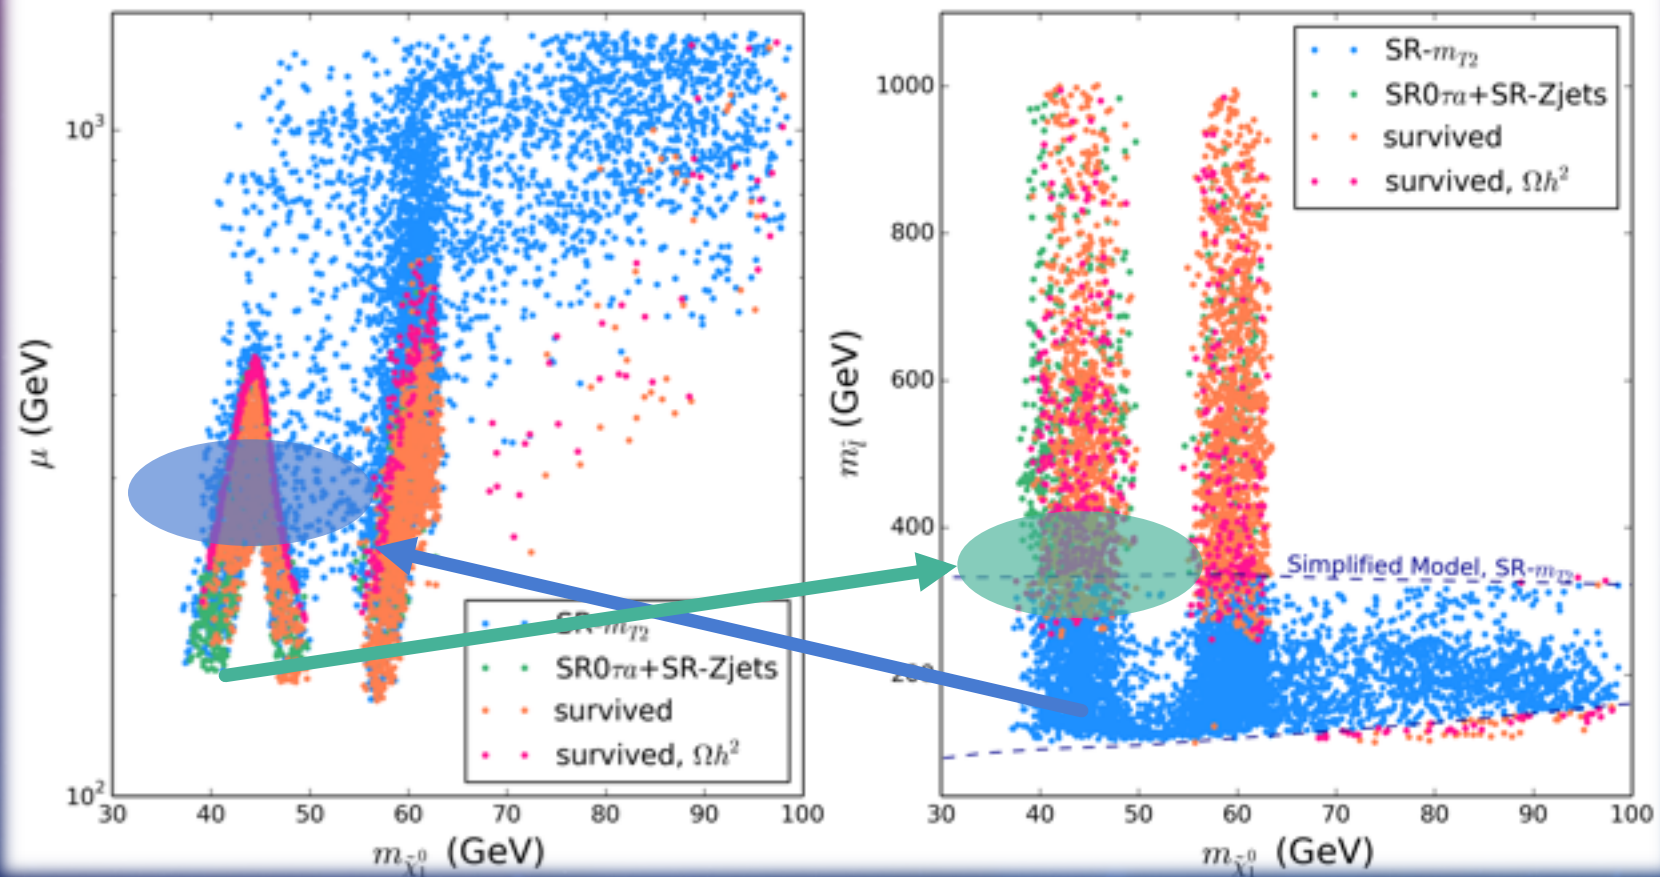 10³
10²
μ (GeV)
30 40 50 60 70 80 90 100
m_χ̃₁⁰ (GeV)
SR-m_T2
SR0τa+SR-Zjets
survived
survived, Ωh²
1000
800
600
400
200
m_l̃ (GeV)
30 40 50 60 70 80 90 100
m_χ̃₁⁰ (GeV)
SR-m_T2
SR0τa+SR-Zjets
survived
survived, Ωh²
Simplified Model, SR-m_T2